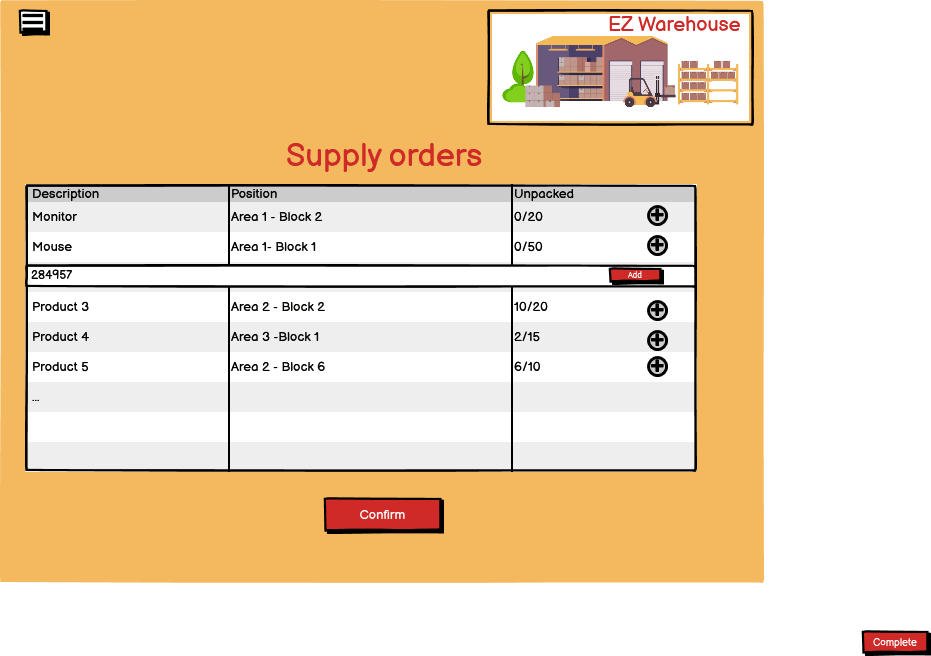 EZ Warehouse
Supply orders
Description Position Unpacked
Monitor Area 1 - Block 2 0/20
Mouse Area 1- Block 1 0/50
284957 Add
Product 3 Area 2 - Block 2 10/20
Product 4 Area 3 -Block 1 2/15
Product 5 Area 2 - Block 6 6/10
...
Confirm
Complete